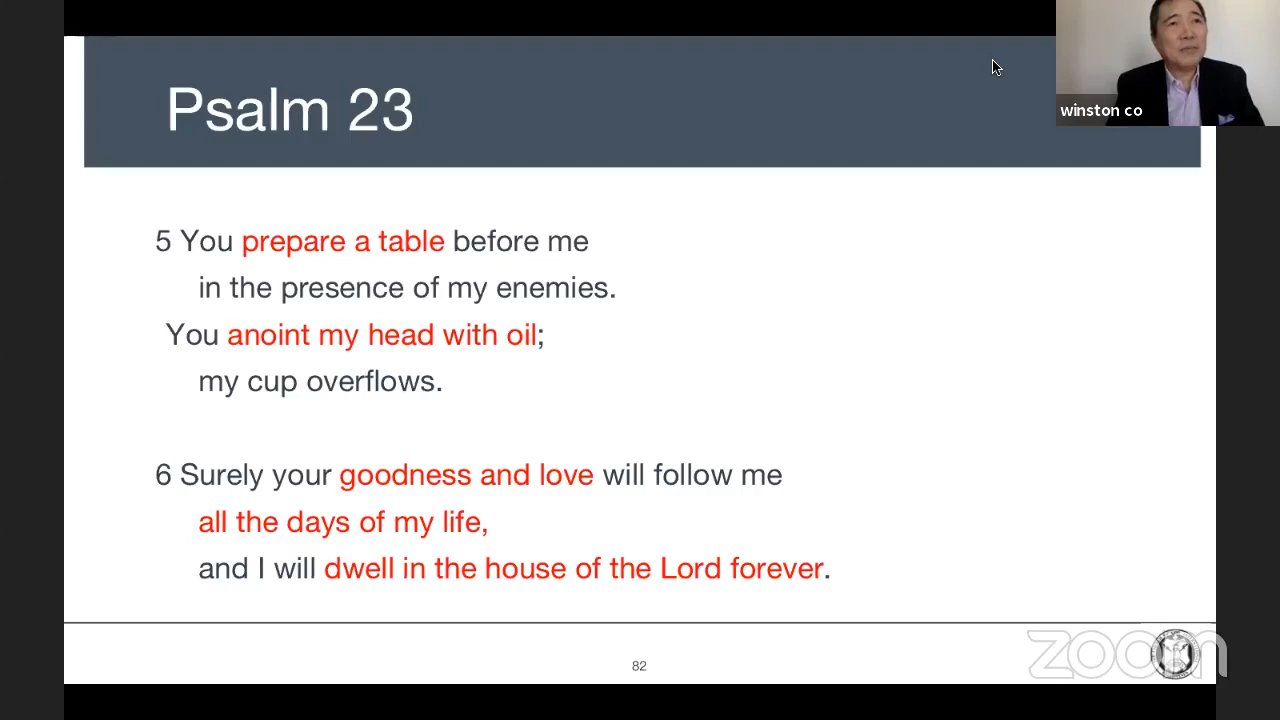 Psalm 23
winston co
5 You prepare a table before me
in the presence of my enemies.
You anoint my head with oil;
my cup overflows.
6 Surely your goodness and love will follow me
all the days of my life,
and I will dwell in the house of the Lord forever.
82
zoom